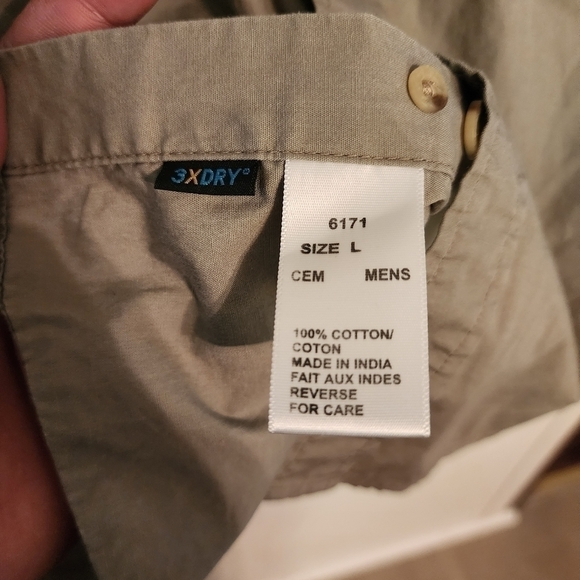 3XDRY®
6171
SIZE L
CEM MENS
100% COTTON/
COTON
MADE IN INDIA
FAIT AUX INDES
REVERSE
FOR CARE